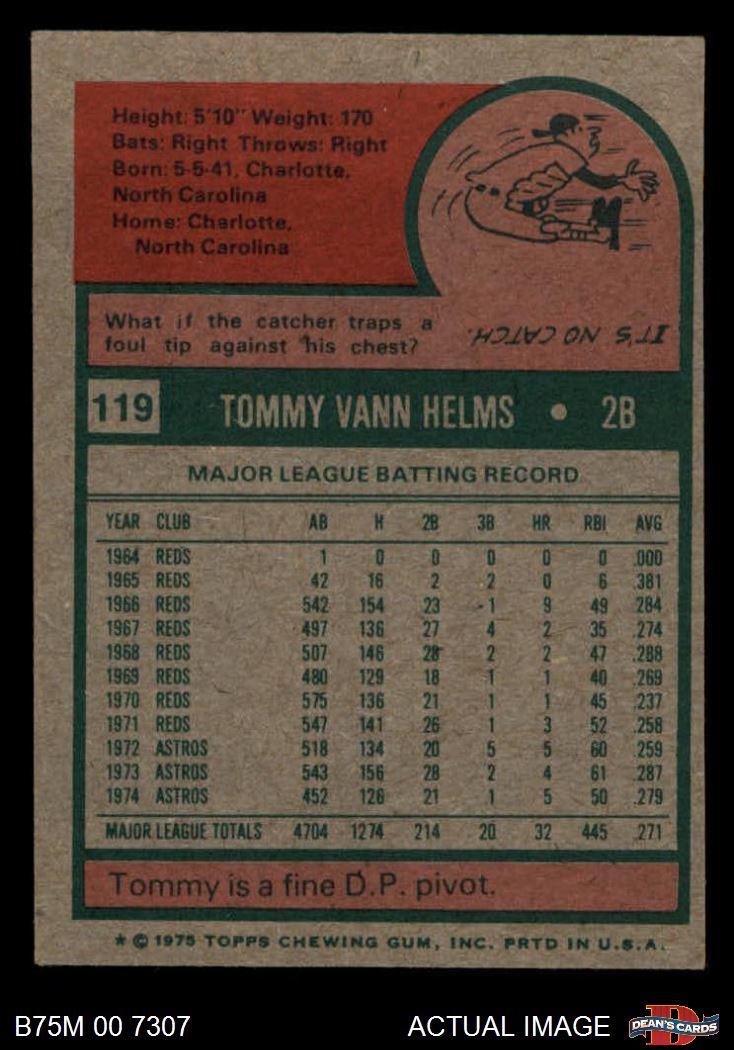 Height: 5'10" Weight: 170
Bats: Right Throws: Right
Born: 5-5-41, Charlotte,
North Carolina
Home: Charlotte,
North Carolina
What if the catcher traps a
foul tip against his chest?
IT'S NO CATCH.
119 TOMMY VANN HELMS • 2B
MAJOR LEAGUE BATTING RECORD
YEAR CLUB AB H 2B 3B HR RBI AVG
1964 REDS 1 0 0 0 0 0 .000
1965 REDS 42 16 2 2 0 6 .381
1966 REDS 542 154 23 1 9 49 .284
1967 REDS 497 136 27 4 2 35 .274
1968 REDS 507 146 28 2 2 47 .288
1969 REDS 480 129 18 1 1 40 .269
1970 REDS 575 136 21 1 1 45 .237
1971 REDS 547 141 26 1 3 52 .258
1972 ASTROS 518 134 20 5 5 60 .259
1973 ASTROS 543 156 28 2 4 61 .287
1974 ASTROS 452 126 21 1 5 50 .279
MAJOR LEAGUE TOTALS 4704 1274 214 20 32 445 .271
Tommy is a fine D.P. pivot.
* © 1975 TOPPS CHEWING GUM, INC. PRTD IN U.S.A.
B75M 00 7307 ACTUAL IMAGE DEAN'S CARDS